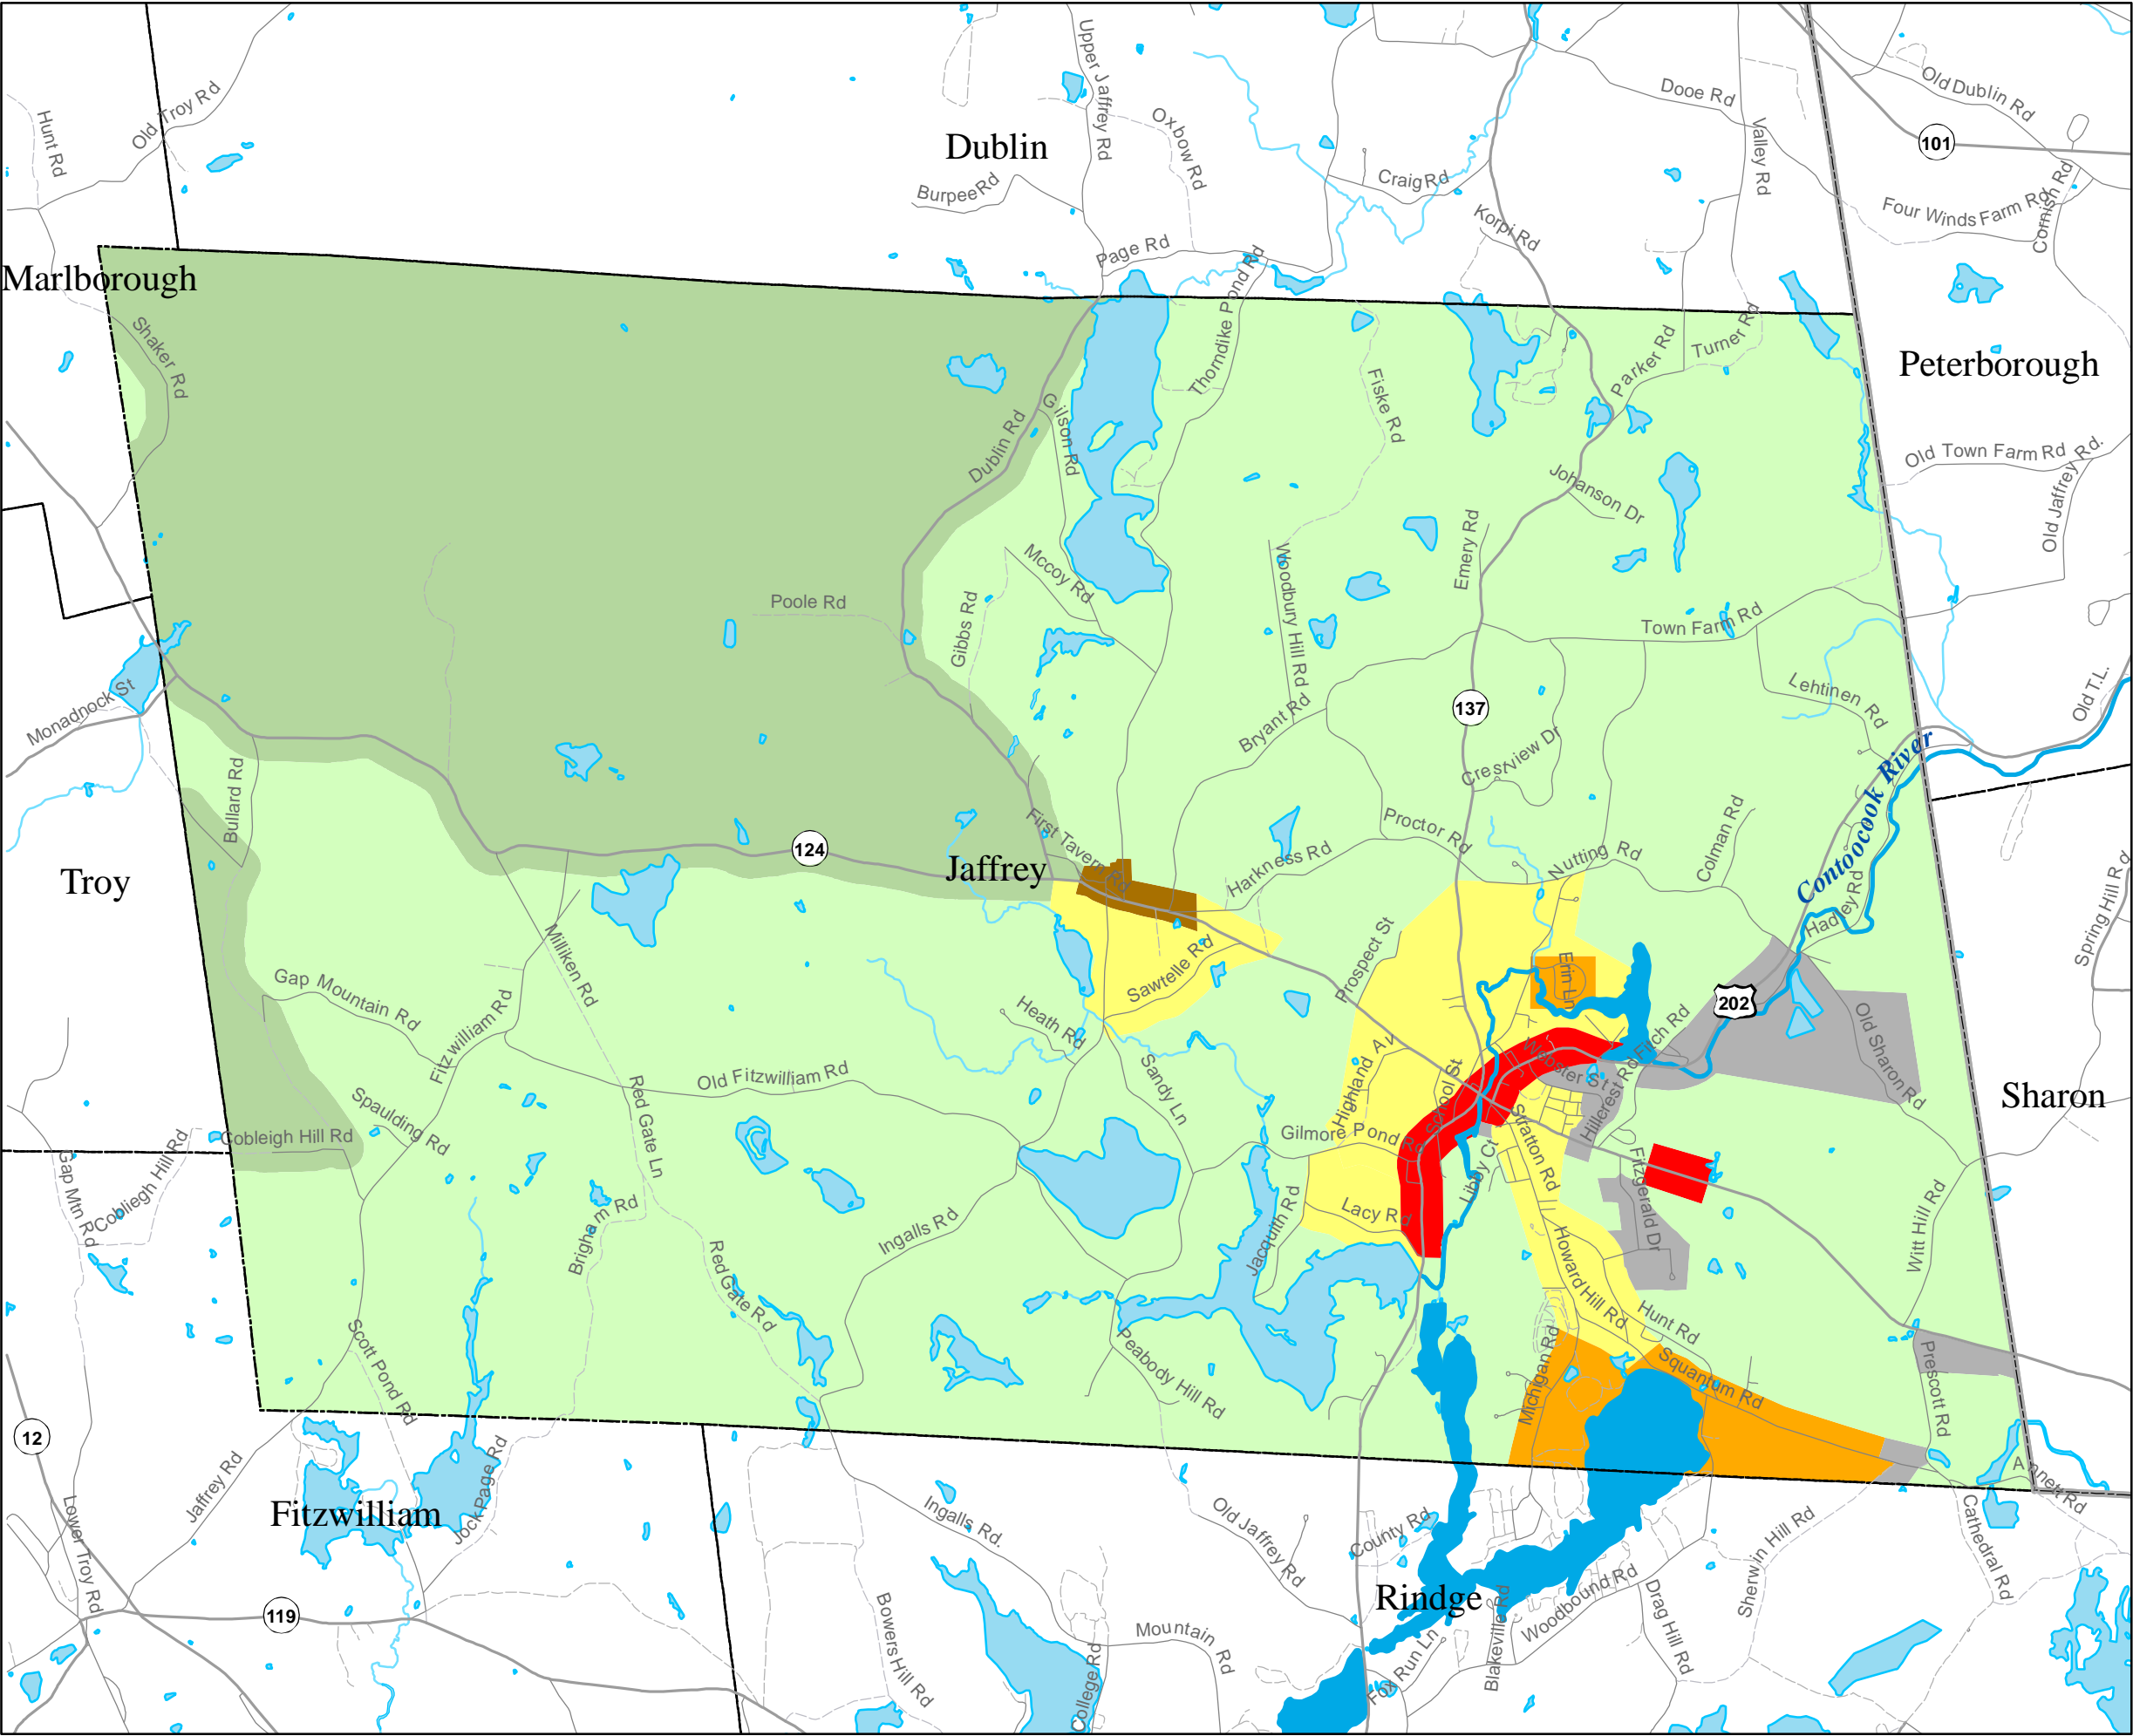 Upper Jaffrey Rd
Old Dublin Rd
Dooe Rd
Hunt Rd
Old Troy Rd
Oxbow Rd
Valley Rd
101
Dublin
Burpee Rd
Craig Rd
Four Winds Farm Rd
Cornish Rd
Korpi Rd
Page Rd
Marlborough
Thorndike Pond Rd
Shaker Rd
Turner Rd
Parker Rd
Peterborough
Fiske Rd
Gilson Rd
Dublin Rd
Old Town Farm Rd
Old Jaffrey Rd.
Johanson Dr
Emery Rd
Mccoy Rd
Woodbury Hill Rd
Poole Rd
Gibbs Rd
Town Farm Rd
Monadnock St
Lehtinen Rd
Old T.L.
137
Bryant Rd
Crestview Dr
Contoocook River
Bullard Rd
First Tavern Rd
Proctor Rd
Colman Rd
124
Jaffrey
Harkness Rd
Nutting Rd
Troy
Hadley Rd
Spring Hill Rd
Milliken Rd
Sawtelle Rd
Prospect St
Erin Ln
Gap Mountain Rd
Fitzwilliam Rd
Heath Rd
202
Fitch Rd
Old Sharon Rd
Webster St
Highland Av
School St
Old Fitzwilliam Rd
Sandy Ln
Hillcrest Rd
Sharon
Red Gate Ln
Spaulding Rd
Cobleigh Hill Rd
Gilmore Pond Rd
Stratton Rd
Libby Ct
Fitzgerald Dr
Gap Mtn Rd
Cobliegh Hill Rd
Brigham Rd
Ingalls Rd
Jacquith Rd
Lacy Rd
Witt Hill Rd
Red Gate Rd
Howard Hill Rd
Hunt Rd
Scott Pond Rd
Peabody Hill Rd
Michigan Rd
Squantum Rd
Prescott Rd
12
Jaffrey Rd
Jock Page Rd
Annett Rd
Lower Troy Rd
Fitzwilliam
Ingalls Rd.
Old Jaffrey Rd
County Rd
Sherwin Hill Rd
Cathedral Rd
119
Rindge
Woodbound Rd
Blakeville Rd
Drag Hill Rd
Bowers Hill Rd
Mountain Rd
College Rd
Fox Run Ln